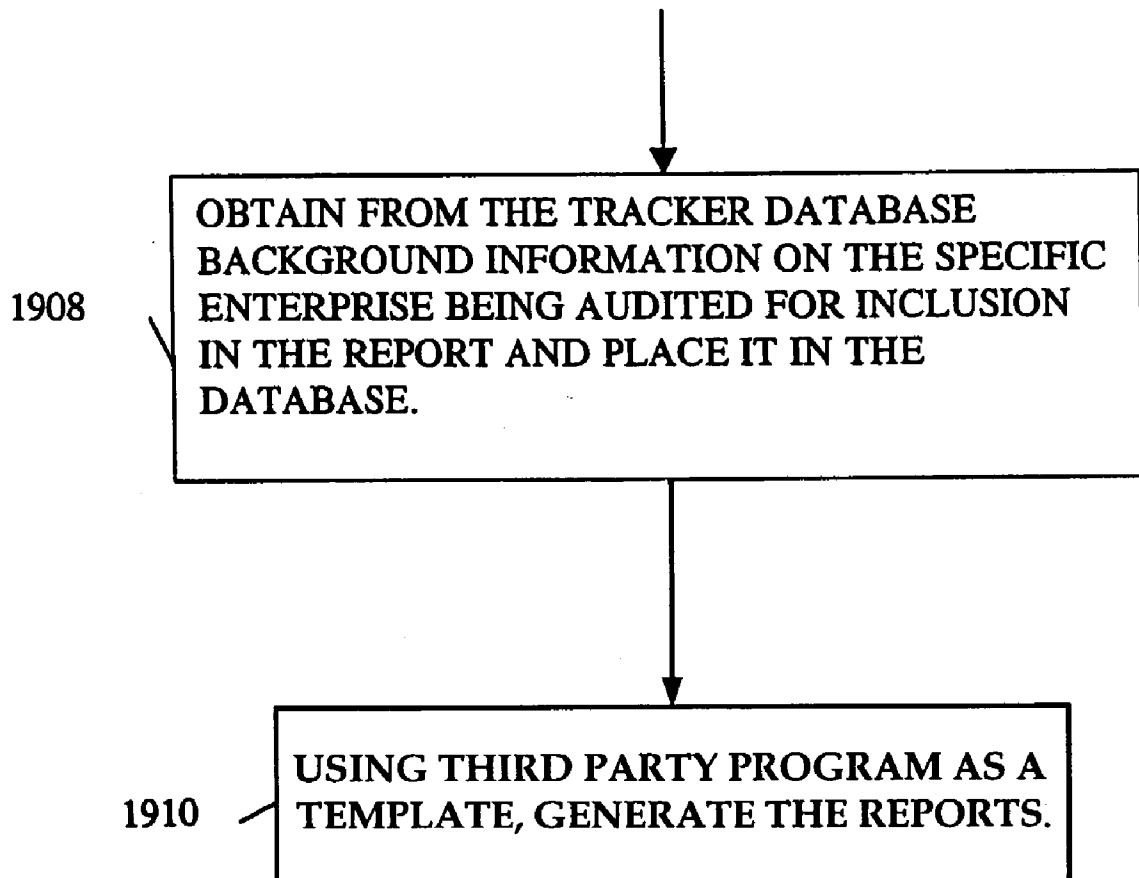 OBTAIN FROM THE TRACKER DATABASE
BACKGROUND INFORMATION ON THE SPECIFIC
1908
ENTERPRISE BEING AUDITED FOR INCLUSION
IN THE REPORT AND PLACE IT IN THE
DATABASE.
USING THIRD PARTY PROGRAM AS A
1910
TEMPLATE, GENERATE THE REPORTS.